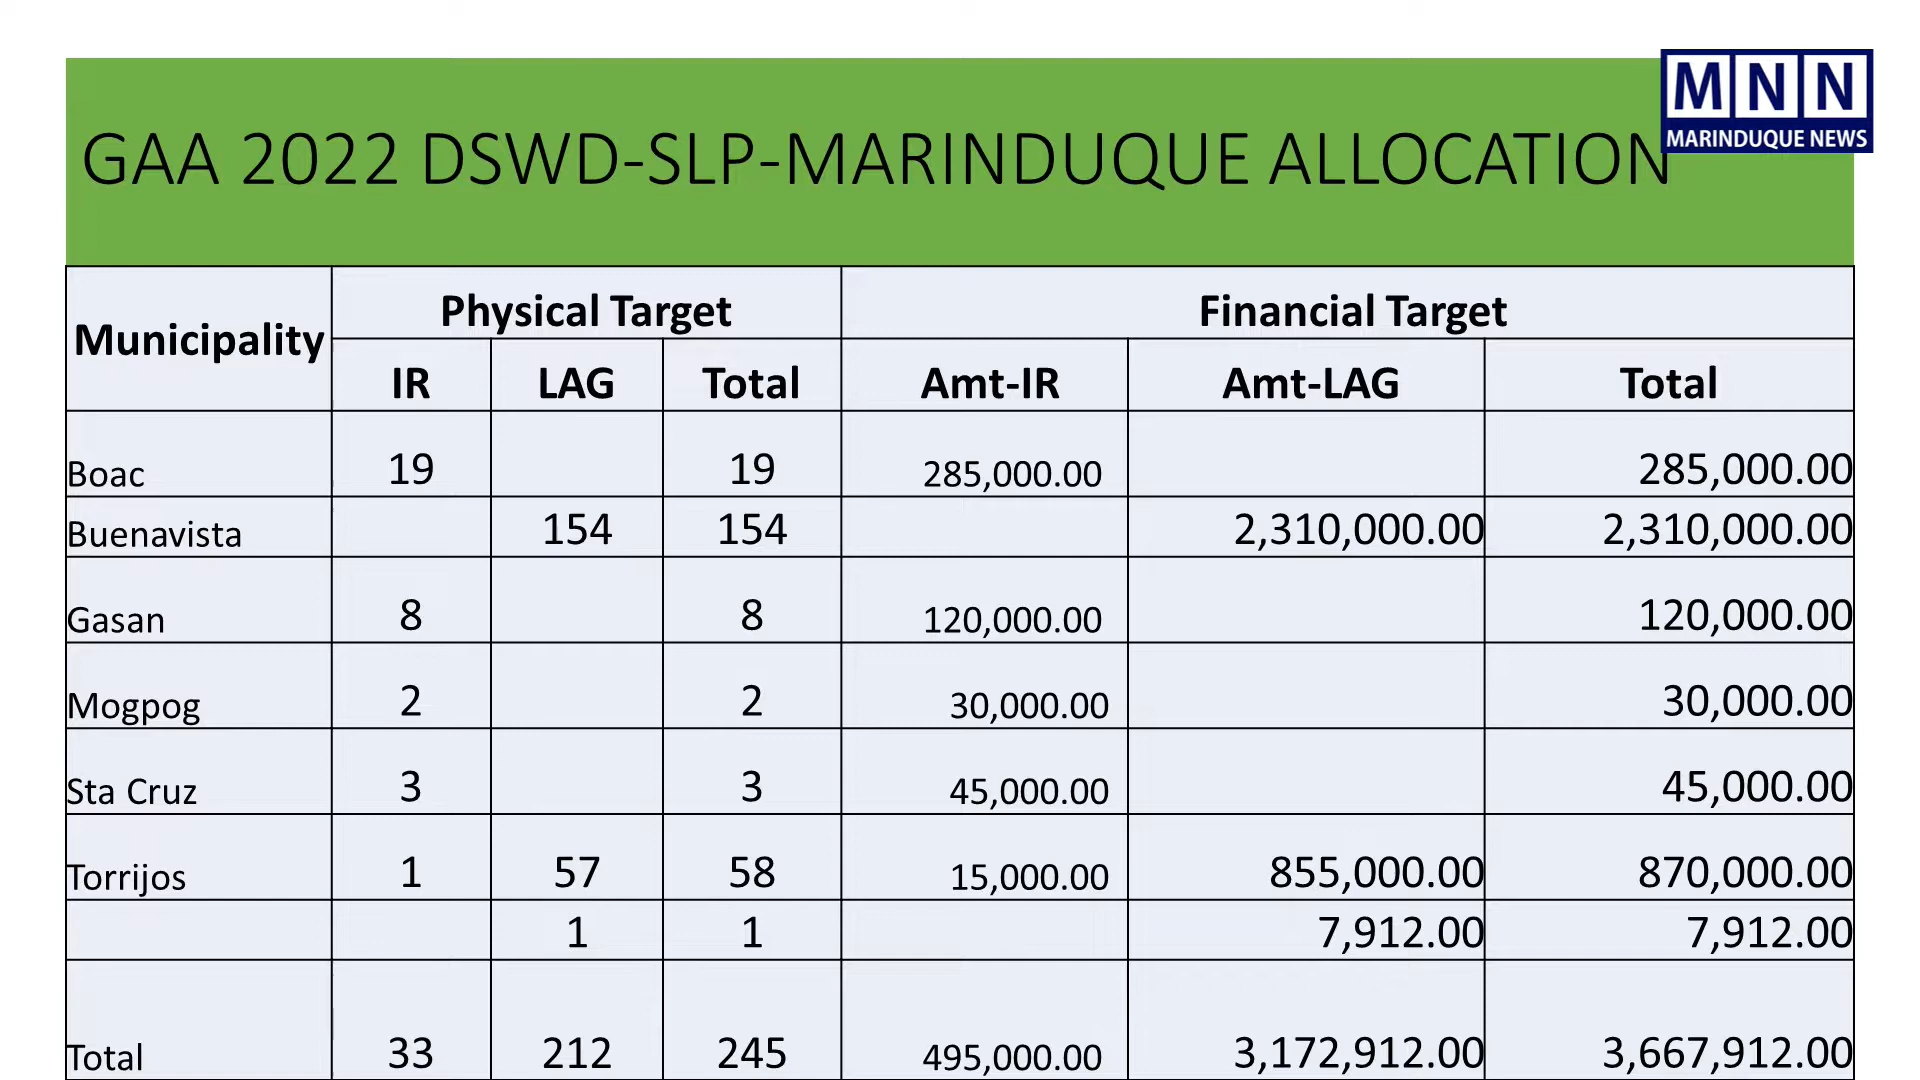 MNN
MARINDUQUE NEWS
GAA 2022 DSWD-SLP-MARINDUQUE ALLOCATION
Municipality Physical Target Financial Target
IR LAG Total Amt-IR Amt-LAG Total
Boac 19 19 285,000.00 285,000.00
Buenavista 154 154 2,310,000.00 2,310,000.00
Gasan 8 8 120,000.00 120,000.00
Mogpog 2 2 30,000.00 30,000.00
Sta Cruz 3 3 45,000.00 45,000.00
Torrijos 1 57 58 15,000.00 855,000.00 870,000.00
1 1 7,912.00 7,912.00
Total 33 212 245 495,000.00 3,172,912.00 3,667,912.00